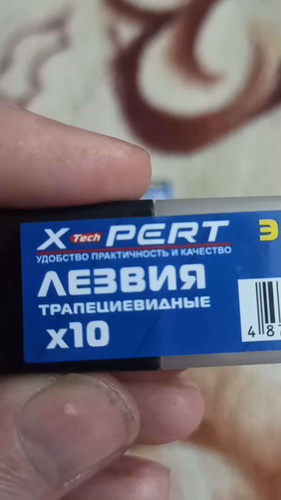 X-Tech PERT
УДОБСТВО ПРАКТИЧНОСТЬ И КАЧЕСТВО
ЛЕЗВИЯ
ТРАПЕЦИЕВИДНЫЕ
x10
Э